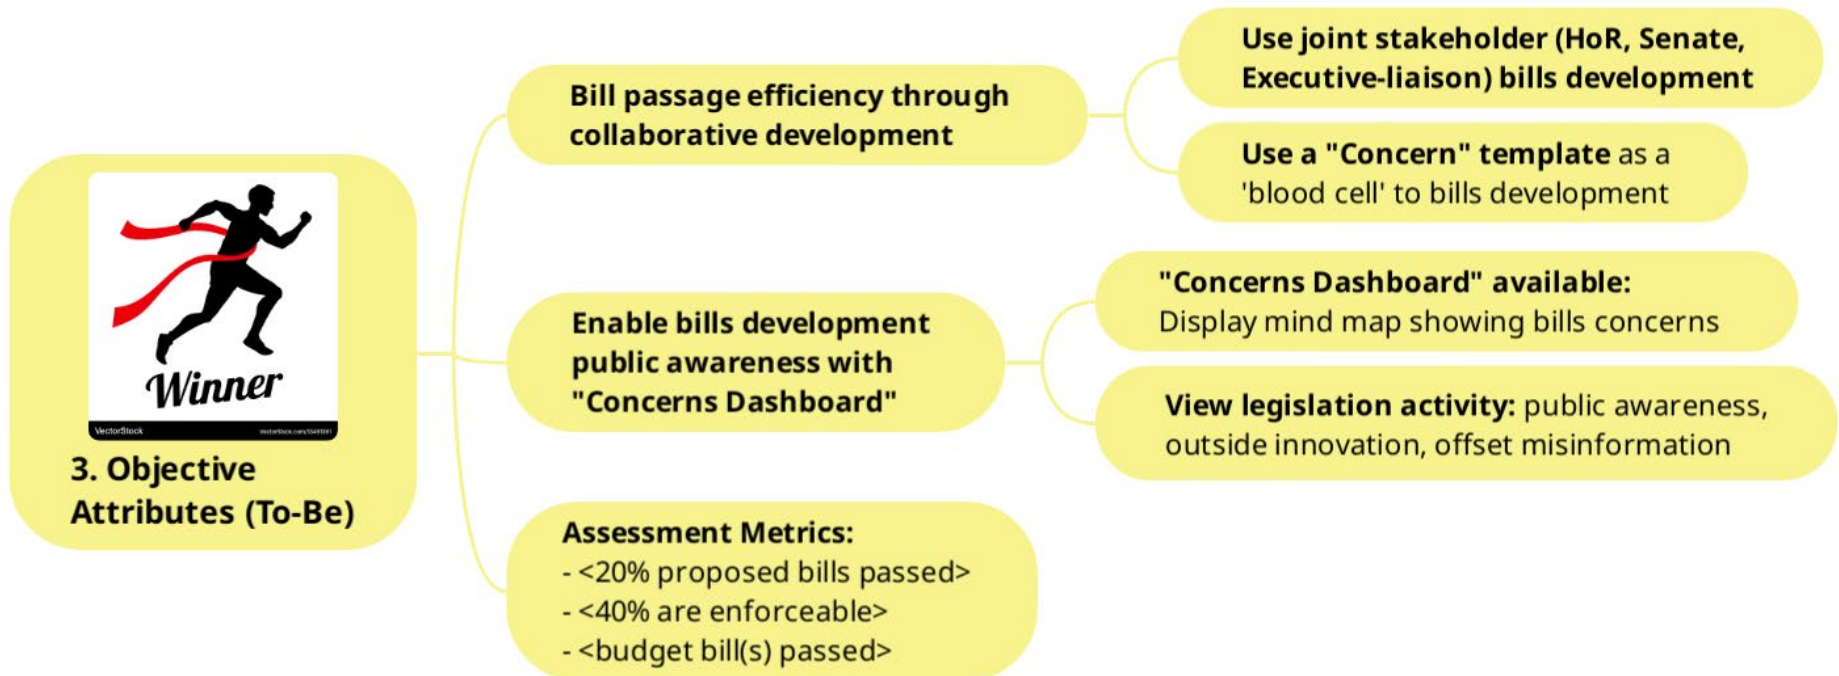 Winner
VectorStock
3. Objective
Attributes (To-Be)
Bill passage efficiency through
collaborative development
Use joint stakeholder (HoR, Senate,
Executive-liaison) bills development
Use a "Concern" template as a
'blood cell' to bills development
Enable bills development
public awareness with
"Concerns Dashboard"
"Concerns Dashboard" available:
Display mind map showing bills concerns
View legislation activity: public awareness,
outside innovation, offset misinformation
Assessment Metrics:
- <20% proposed bills passed>
- <40% are enforceable>
- <budget bill(s) passed>